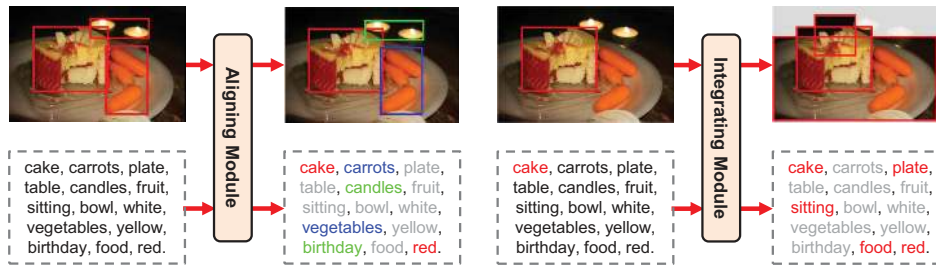 Aligning Module
Integrating Module
cake, carrots, plate,
table, candles, fruit,
sitting, bowl, white,
vegetables, yellow,
birthday, food, red.
cake, carrots, plate,
table, candles, fruit,
sitting, bowl, white,
vegetables, yellow,
birthday, food, red.
cake, carrots, plate,
table, candles, fruit,
sitting, bowl, white,
vegetables, yellow,
birthday, food, red.
cake, carrots, plate,
table, candles, fruit,
sitting, bowl, white,
vegetables, yellow,
birthday, food, red.